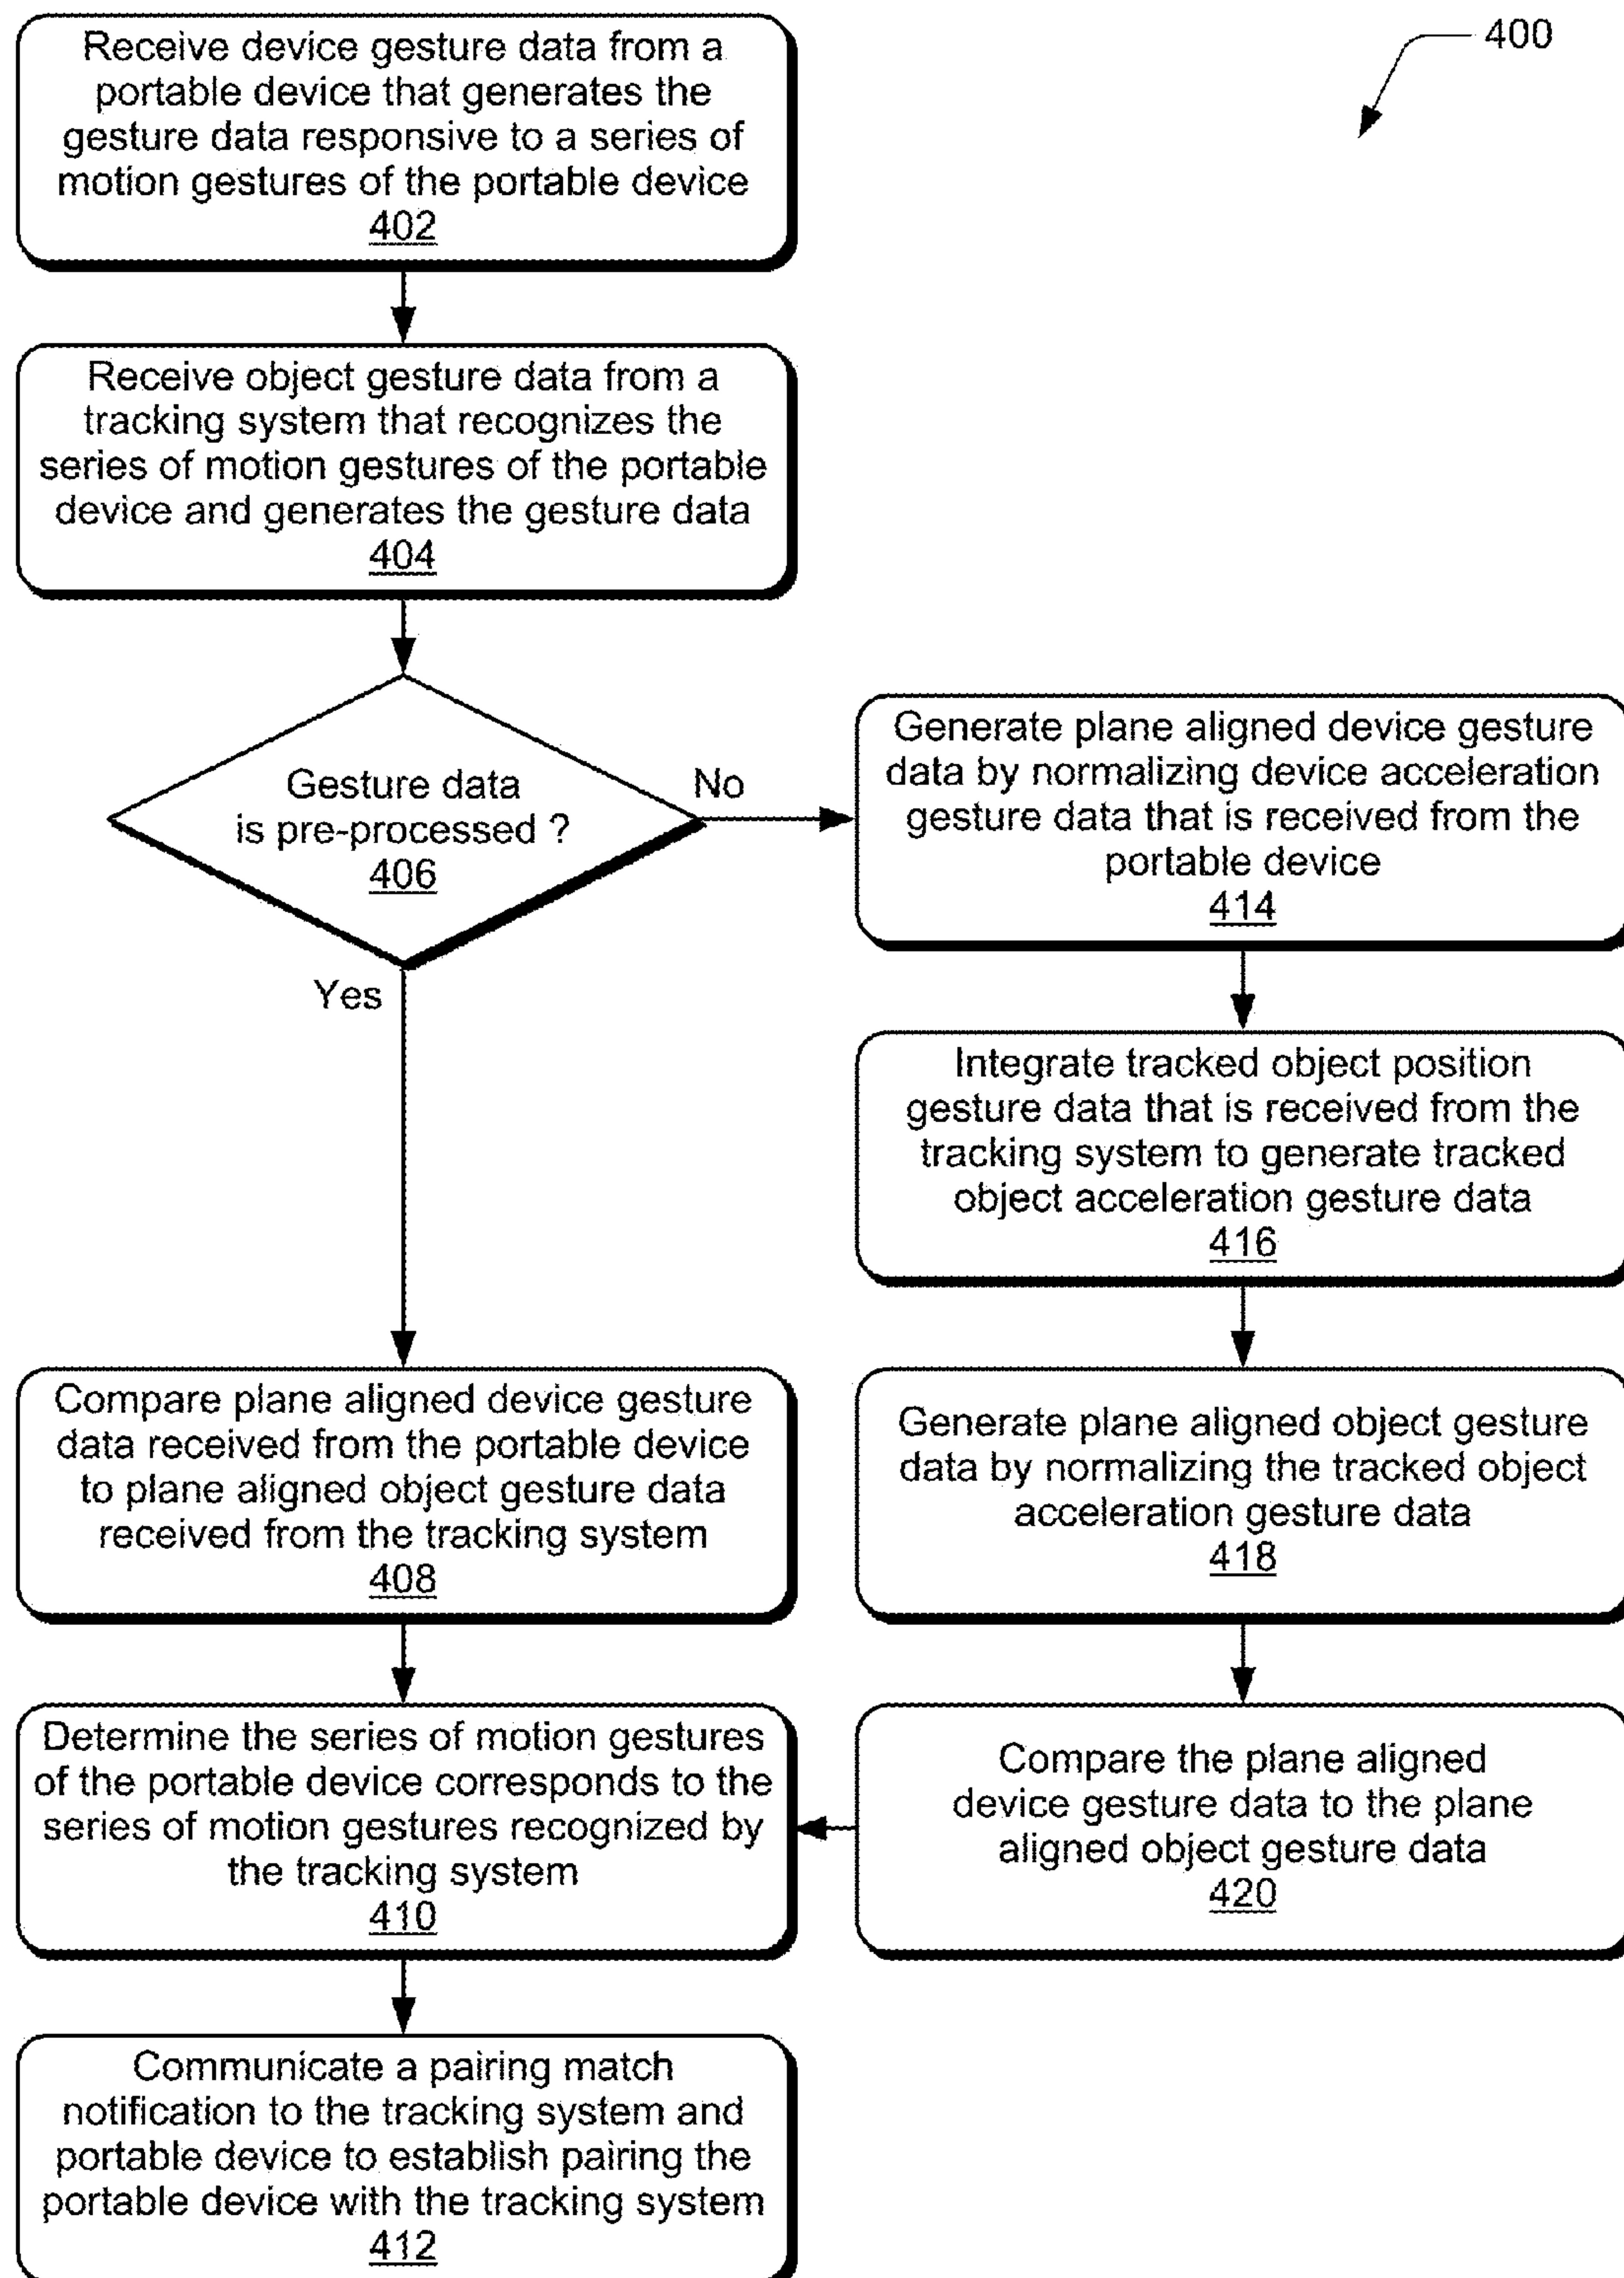 400
Receive device gesture data from a
portable device that generates the
gesture data responsive to a series of
motion gestures of the portable device
402
Receive object gesture data from a
tracking system that recognizes the
series of motion gestures of the portable
device and generates the gesture data
404
Gesture data
is pre-processed ?
406
No
Yes
Generate plane aligned device gesture
data by normalizing device acceleration
gesture data that is received from the
portable device
414
Integrate tracked object position
gesture data that is received from the
tracking system to generate tracked
object acceleration gesture data
416
Compare plane aligned device gesture
data received from the portable device
to plane aligned object gesture data
received from the tracking system
408
Generate plane aligned object gesture
data by normalizing the tracked object
acceleration gesture data
418
Determine the series of motion gestures
of the portable device corresponds to the
series of motion gestures recognized by
the tracking system
410
Compare the plane aligned
device gesture data to the plane
aligned object gesture data
420
Communicate a pairing match
notification to the tracking system and
portable device to establish pairing the
portable device with the tracking system
412